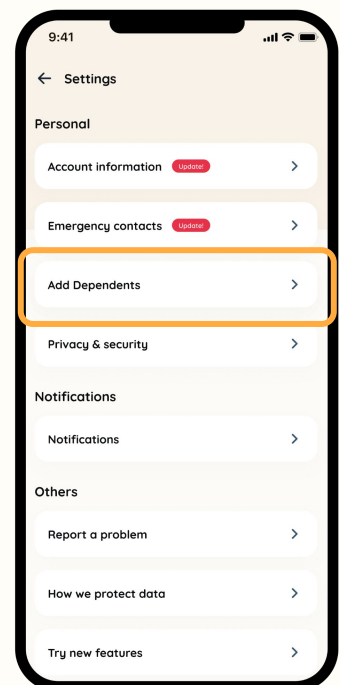 9:41
Settings
Personal
Account information Update!
Emergency contacts Update!
Add Dependents
Privacy & security
Notifications
Notifications
Others
Report a problem
How we protect data
Try new features